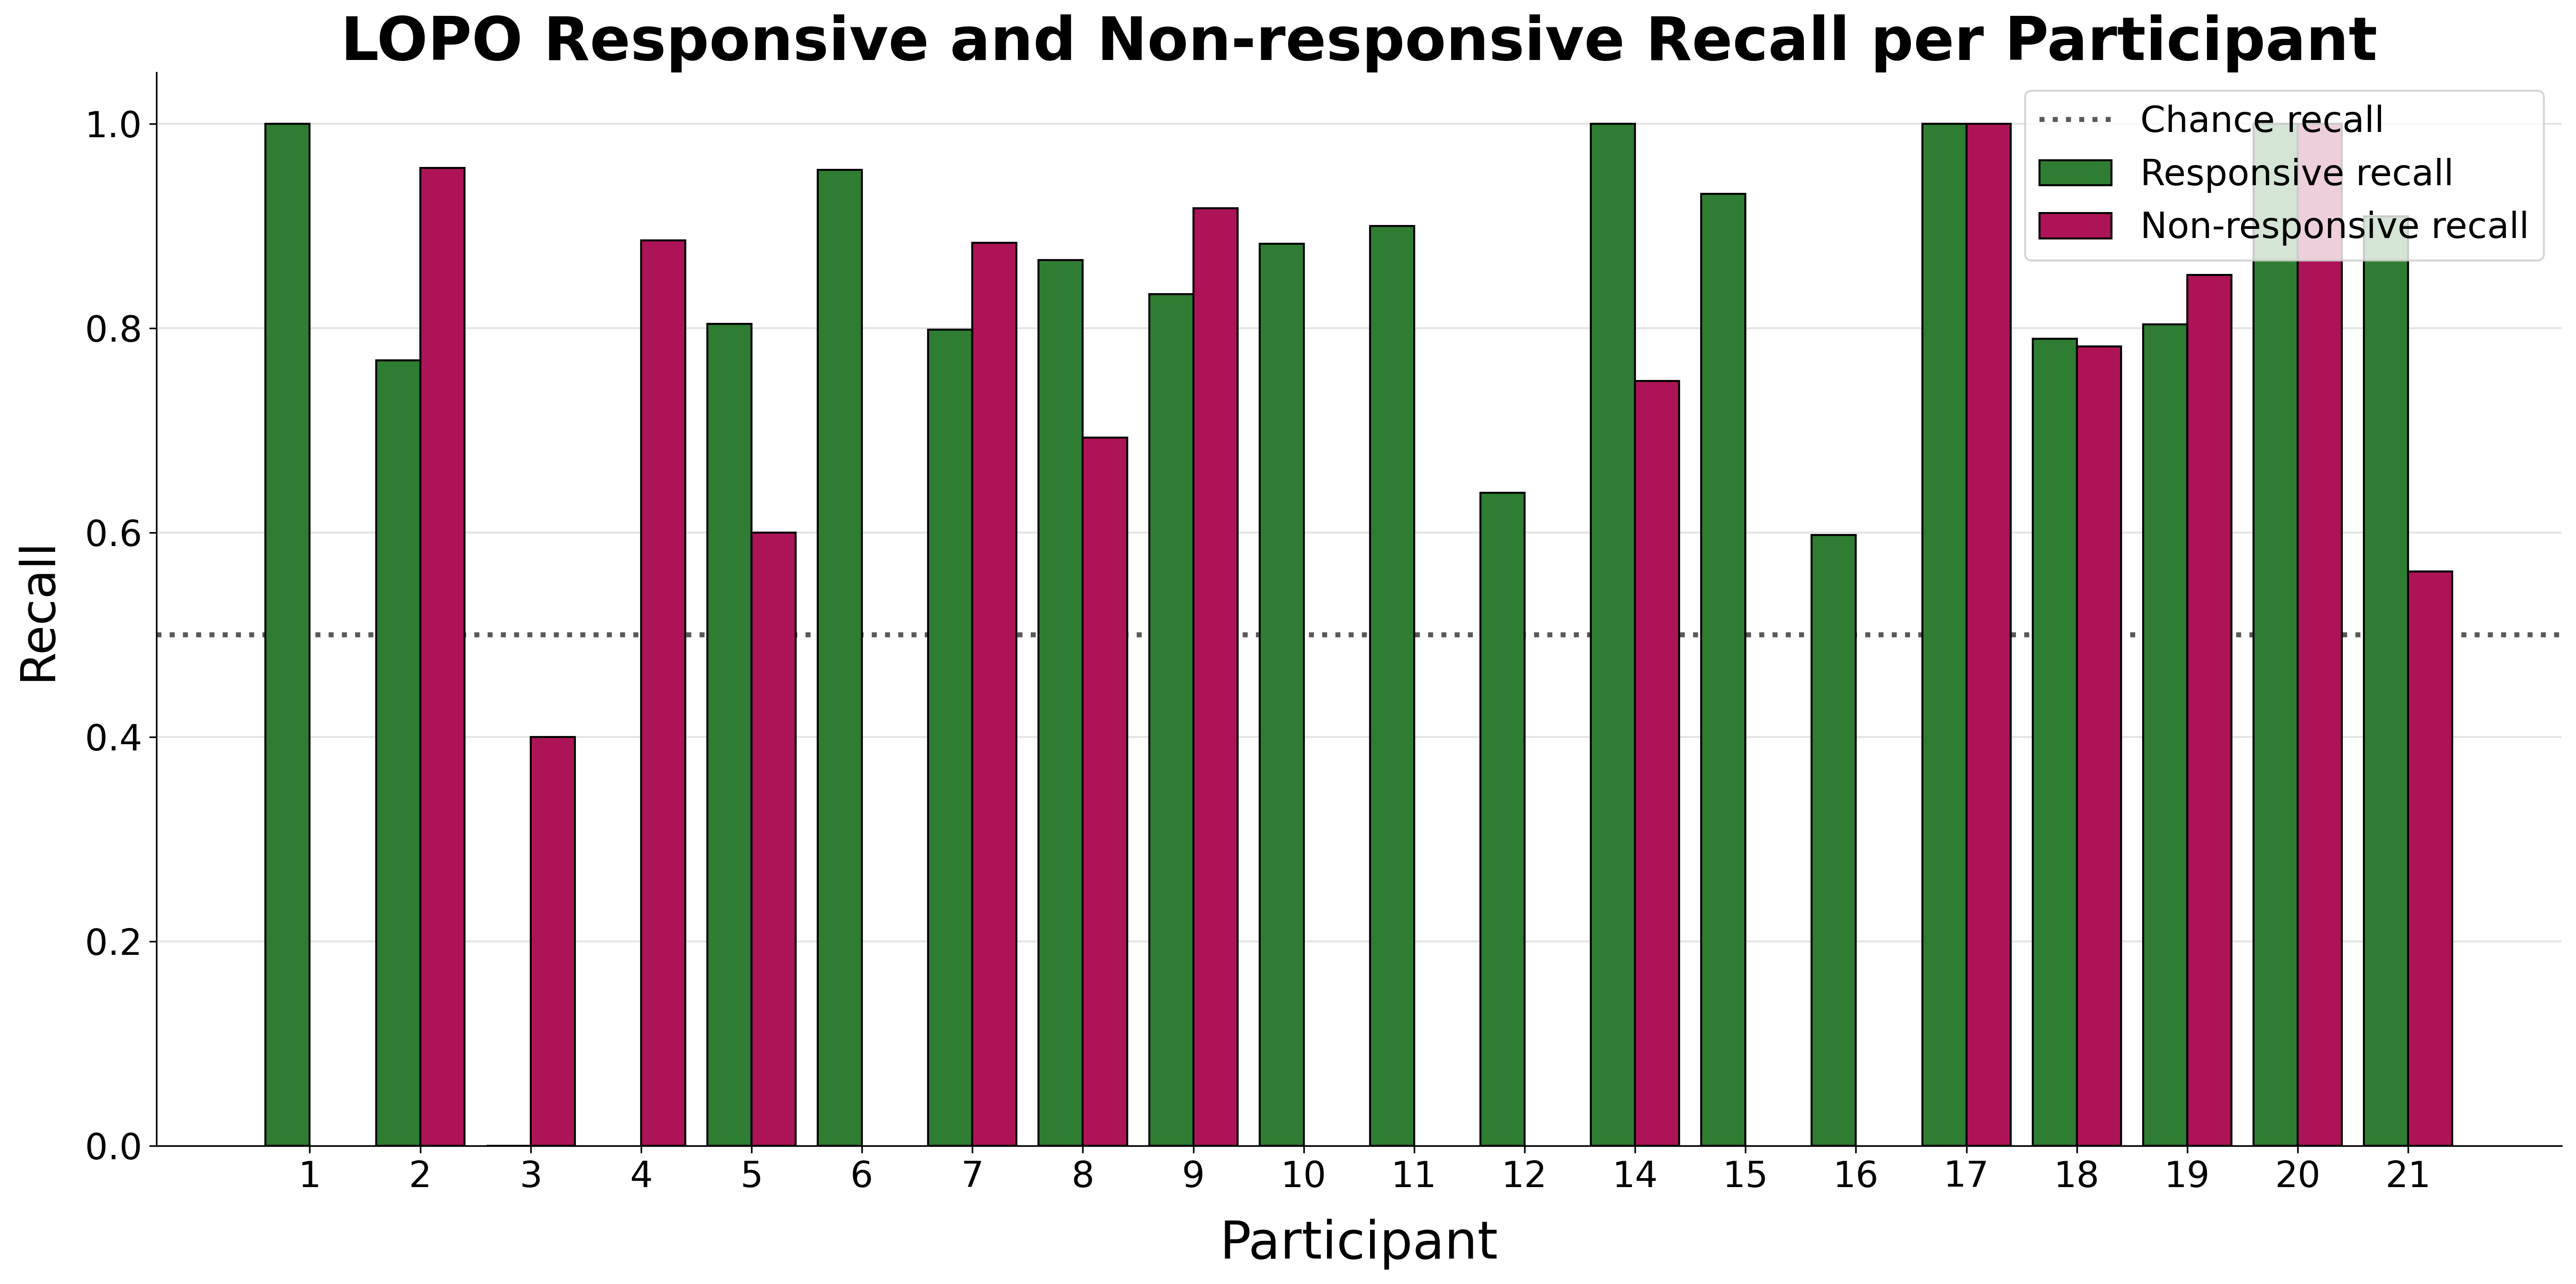 LOPO Responsive and Non-responsive Recall per Participant
Chance recall
Responsive recall
Non-responsive recall
Recall
1.0
0.8
0.6
0.4
0.2
0.0
1 2 3 4 5 6 7 8 9 10 11 12 14 15 16 17 18 19 20 21
Participant